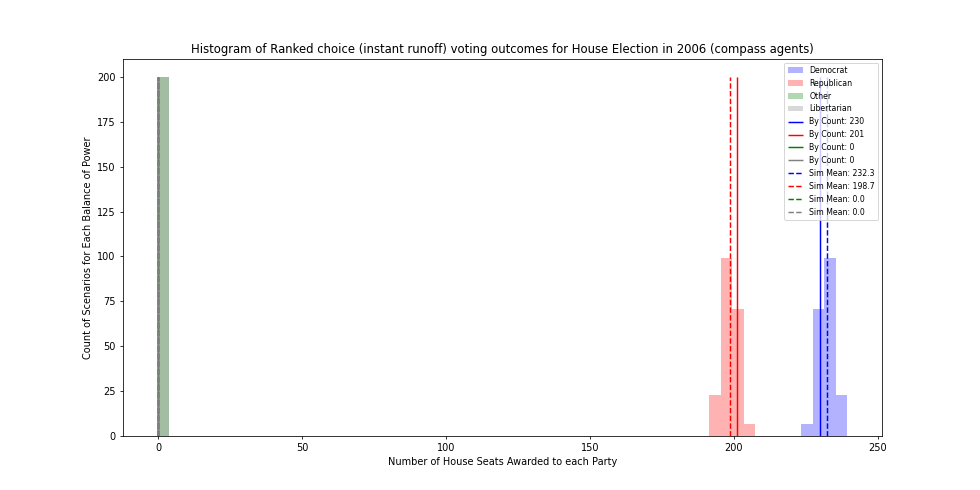 Histogram of Ranked choice (instant runoff) voting outcomes for House Election in 2006 (compass agents)
Democrat
Republican
Other
Libertarian
By Count: 230
By Count: 201
By Count: 0
By Count: 0
Sim Mean: 232.3
Sim Mean: 198.7
Sim Mean: 0.0
Sim Mean: 0.0
200
175
150
125
100
75
50
25
0
Count of Scenarios for Each Balance of Power
0 50 100 150 200 250
Number of House Seats Awarded to each Party